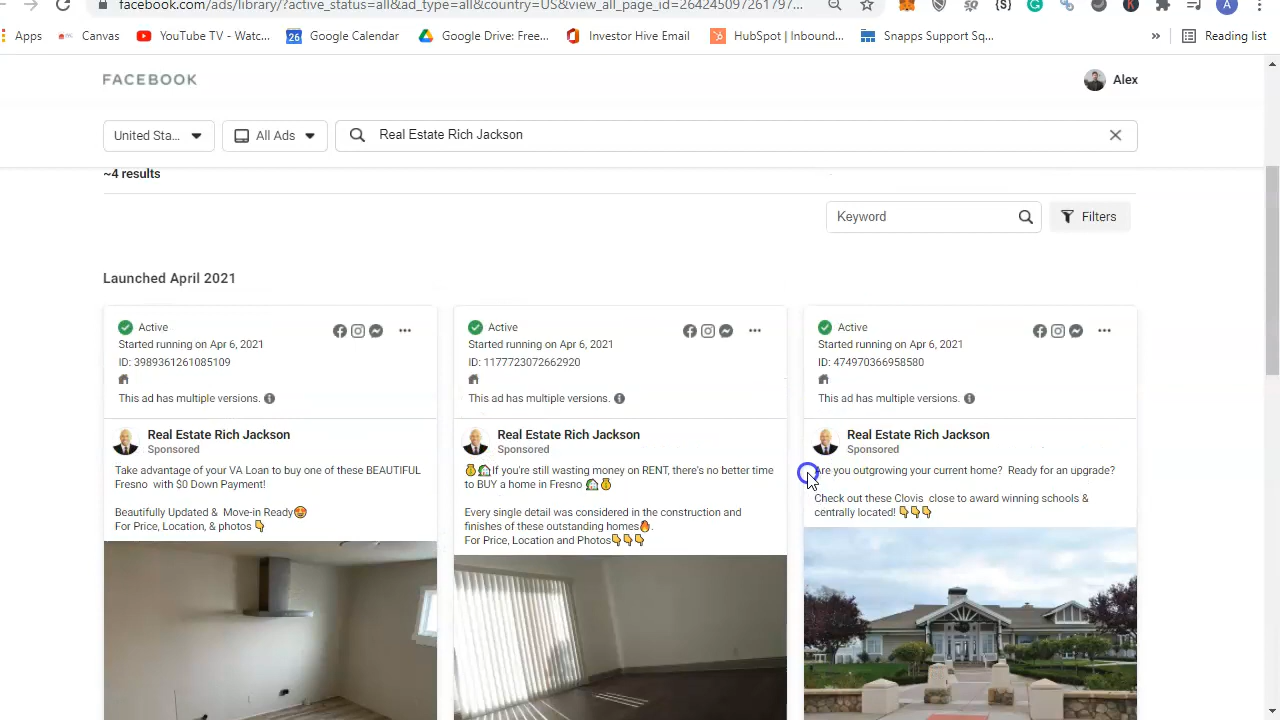 facebook.com/ads/library/?active_status=all&ad_type=all&country=US&view_all_page_id=264245097261797...
Apps
Canvas
YouTube TV - Watc...
Google Calendar
Google Drive: Free...
Investor Hive Email
HubSpot | Inbound...
Snapps Support Sq...
»
Reading list
FACEBOOK
Alex
United Sta...
All Ads
Real Estate Rich Jackson
~4 results
Keyword
Filters
Launched April 2021
Active
Started running on Apr 6, 2021
ID: 3989361261085109
This ad has multiple versions.
Real Estate Rich Jackson
Sponsored
Take advantage of your VA Loan to buy one of these BEAUTIFUL
Fresno with $0 Down Payment!
Beautifully Updated & Move-in Ready🤩
For Price, Location, & photos 👇
Active
Started running on Apr 6, 2021
ID: 1177723072662920
This ad has multiple versions.
Real Estate Rich Jackson
Sponsored
💰🏡If you're still wasting money on RENT, there's no better time
to BUY a home in Fresno 🏡💰
Every single detail was considered in the construction and
finishes of these outstanding homes🔥.
For Price, Location and Photos👇👇👇
Active
Started running on Apr 6, 2021
ID: 474970366958580
This ad has multiple versions.
Real Estate Rich Jackson
Sponsored
Are you outgrowing your current home? Ready for an upgrade?
Check out these Clovis close to award winning schools &
centrally located! 👇👇👇